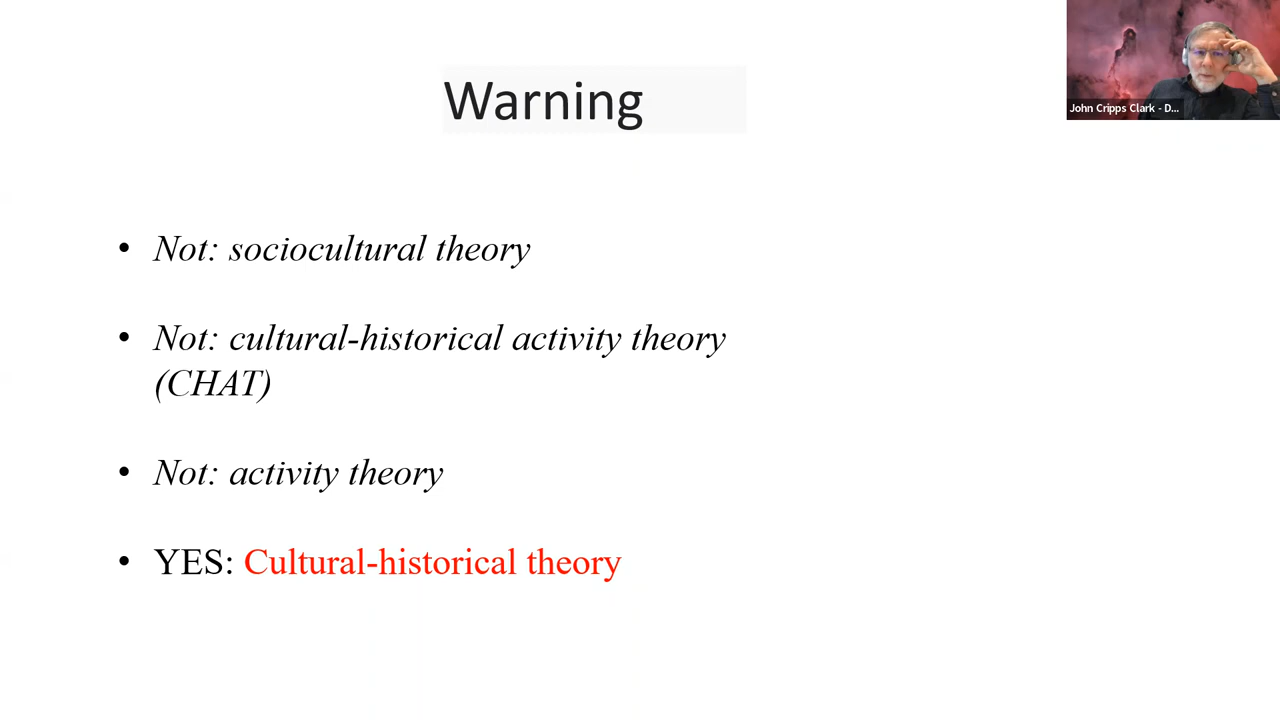 Warning
John Cripps Clark - D...
• Not: sociocultural theory
• Not: cultural-historical activity theory
(CHAT)
• Not: activity theory
• YES: Cultural-historical theory